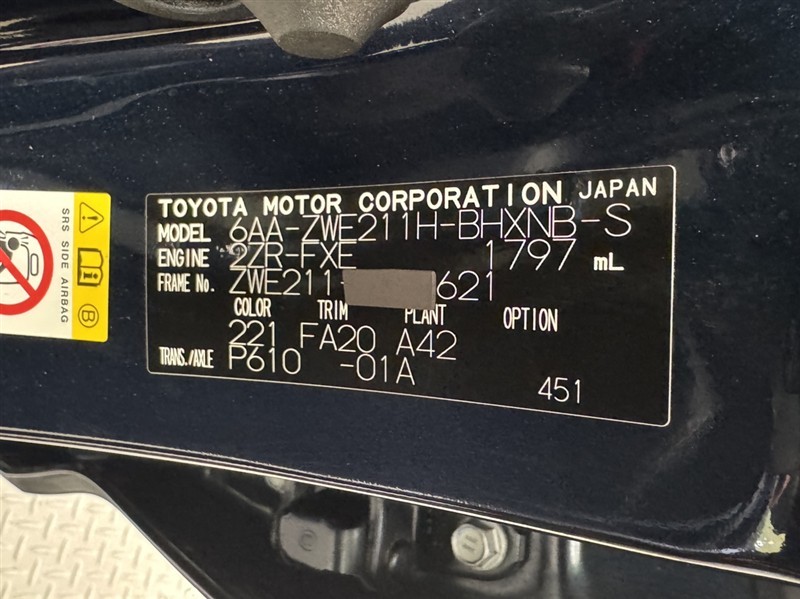 TOYOTA MOTOR CORPORATION JAPAN
MODEL 6AA-ZWE211H-BHXNB-S
ENGINE 2ZR-FXE 1797 mL
FRAME No. ZWE211- 621
COLOR TRIM PLANT OPTION
221 FA20 A42
TRANS./AXLE P610 -01A
451
SRS SIDE AIRBAG
B